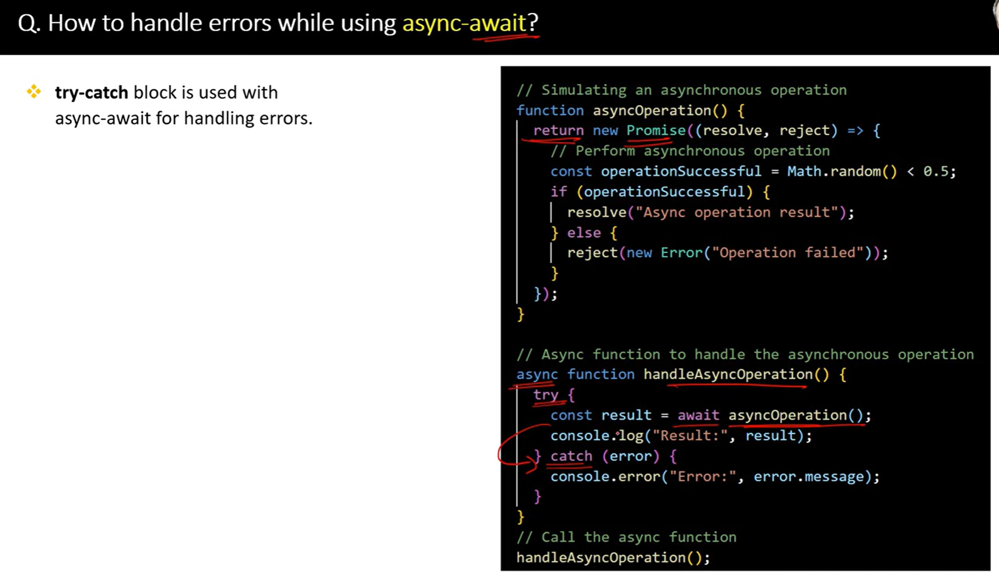 Q. How to handle errors while using async-await?
try-catch block is used with
async-await for handling errors.
// Simulating an asynchronous operation
function asyncOperation() {
return new Promise((resolve, reject) => {
// Perform asynchronous operation
const operationSuccessful = Math.random() < 0.5;
if (operationSuccessful) {
resolve("Async operation result");
} else {
reject(new Error("Operation failed"));
}
});
}
// Async function to handle the asynchronous operation
async function handleAsyncOperation() {
try {
const result = await asyncOperation();
console.log("Result:", result);
} catch (error) {
console.error("Error:", error.message);
}
}
// Call the async function
handleAsyncOperation();